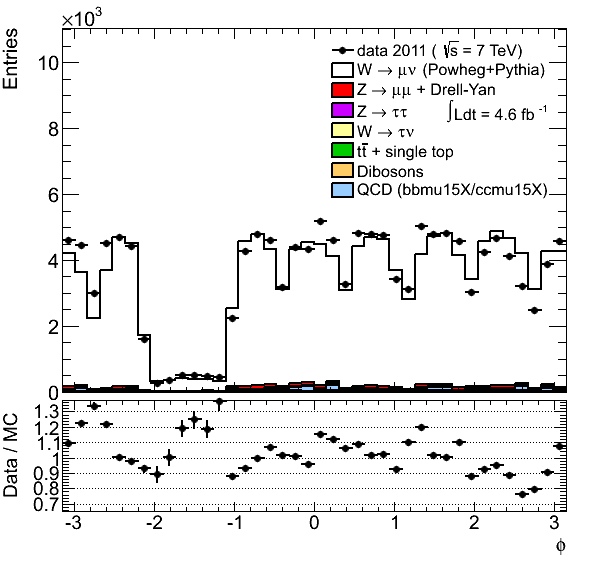 ×10³
Entries
10
8
6
4
2
0
data 2011 ( √s = 7 TeV)
W → μν (Powheg+Pythia)
Z → μμ + Drell-Yan
Z → ττ ∫Ldt = 4.6 fb⁻¹
W → τν
tt̄ + single top
Dibosons
QCD (bbmu15X/ccmu15X)
Data / MC
1.3
1.2
1.1
1
0.9
0.8
0.7
-3 -2 -1 0 1 2 3
ϕ